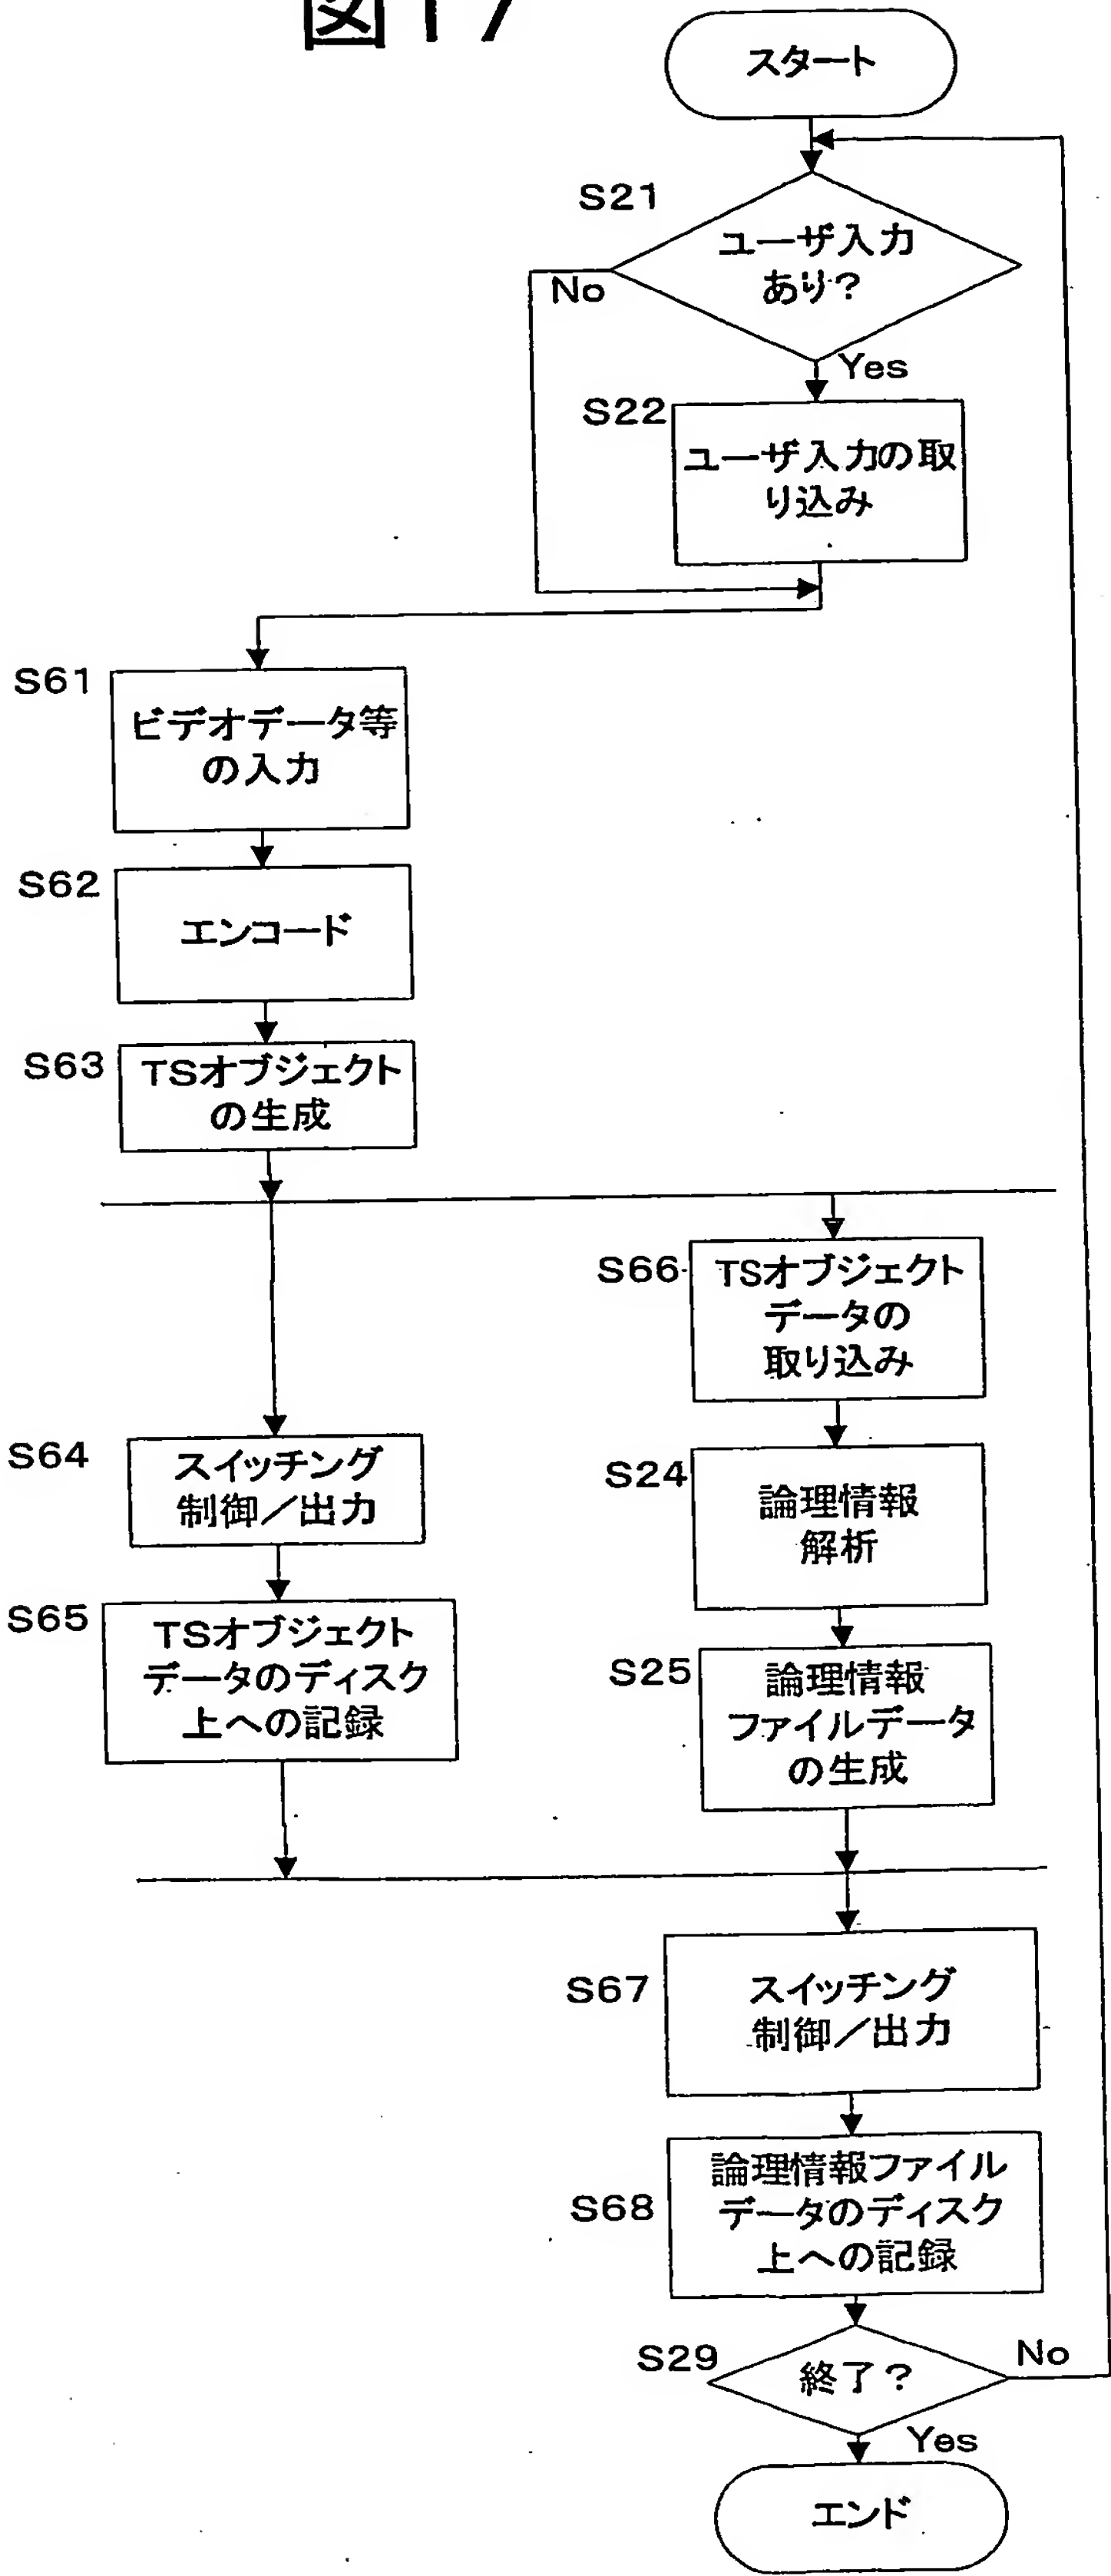 図17
スタート
S21
ユーザ入力
あり?
No
Yes
S22
ユーザ入力の取
り込み
S61
ビデオデータ等
の入力
S62
エンコード
S63
TSオブジェクト
の生成
S66
TSオブジェクト
データの
取り込み
S64
スイッチング
制御/出力
S24
論理情報
解析
S65
TSオブジェクト
データのディスク
上への記録
S25
論理情報
ファイルデータ
の生成
S67
スイッチング
制御/出力
S68
論理情報ファイル
データのディスク
上への記録
S29
終了?
No
Yes
エンド